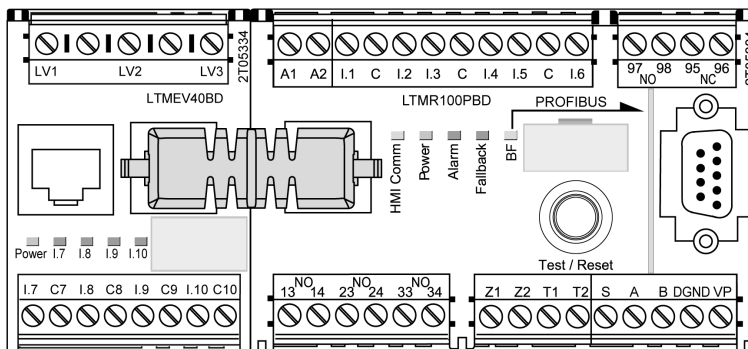 LV1 LV2 LV3
2T05334
A1 A2 I.1 C I.2 I.3 C I.4 I.5 C I.6
97 98 95 96
NO NC
LTMEV40BD
LTMR100PBD
PROFIBUS
HMI Comm
Power
Alarm
Fallback
BF
Power I.7 I.8 I.9 I.10
Test / Reset
I.7 C7 I.8 C8 I.9 C9 I.10 C10
NO NO NO
13 14 23 24 33 34
Z1 Z2 T1 T2 S A B DGND VP